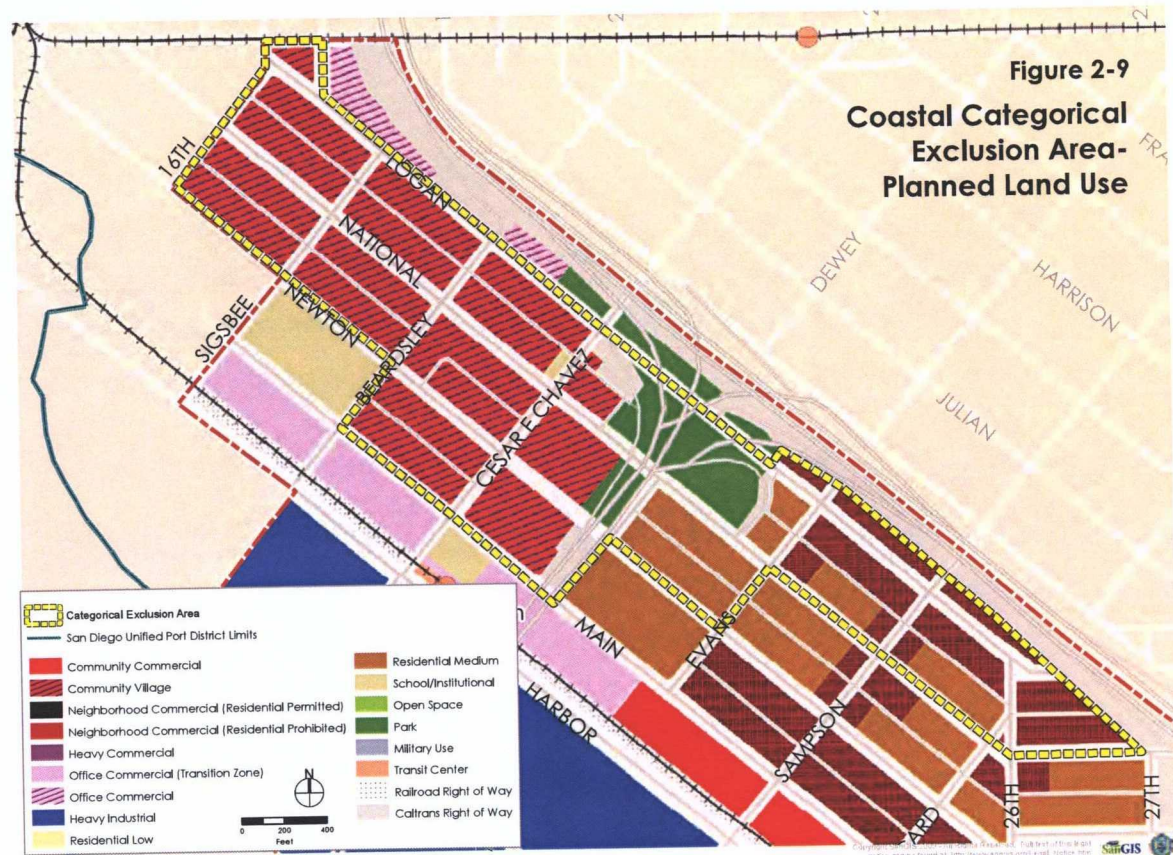 Figure 2-9
Coastal Categorical
Exclusion Area-
Planned Land Use
FRA
DEWEY
HARRISON
JULIAN
16TH
LOGAN
NATIONAL
SIGSBEE
NEWTON
BEARDSLEY
CESAR E CHAVEZ
MAIN
EVANS
HARBOR
SAMPSON
ARD
26TH
27TH
Categorical Exclusion Area
San Diego Unified Port District Limits
Community Commercial
Community Village
Neighborhood Commercial (Residential Permitted)
Neighborhood Commercial (Residential Prohibited)
Heavy Commercial
Office Commercial (Transition Zone)
Office Commercial
Heavy Industrial
Residential Low
Residential Medium
School/Institutional
Open Space
Park
Military Use
Transit Center
Railroad Right of Way
Caltrans Right of Way
N
0 200 400
Feet
SanGIS